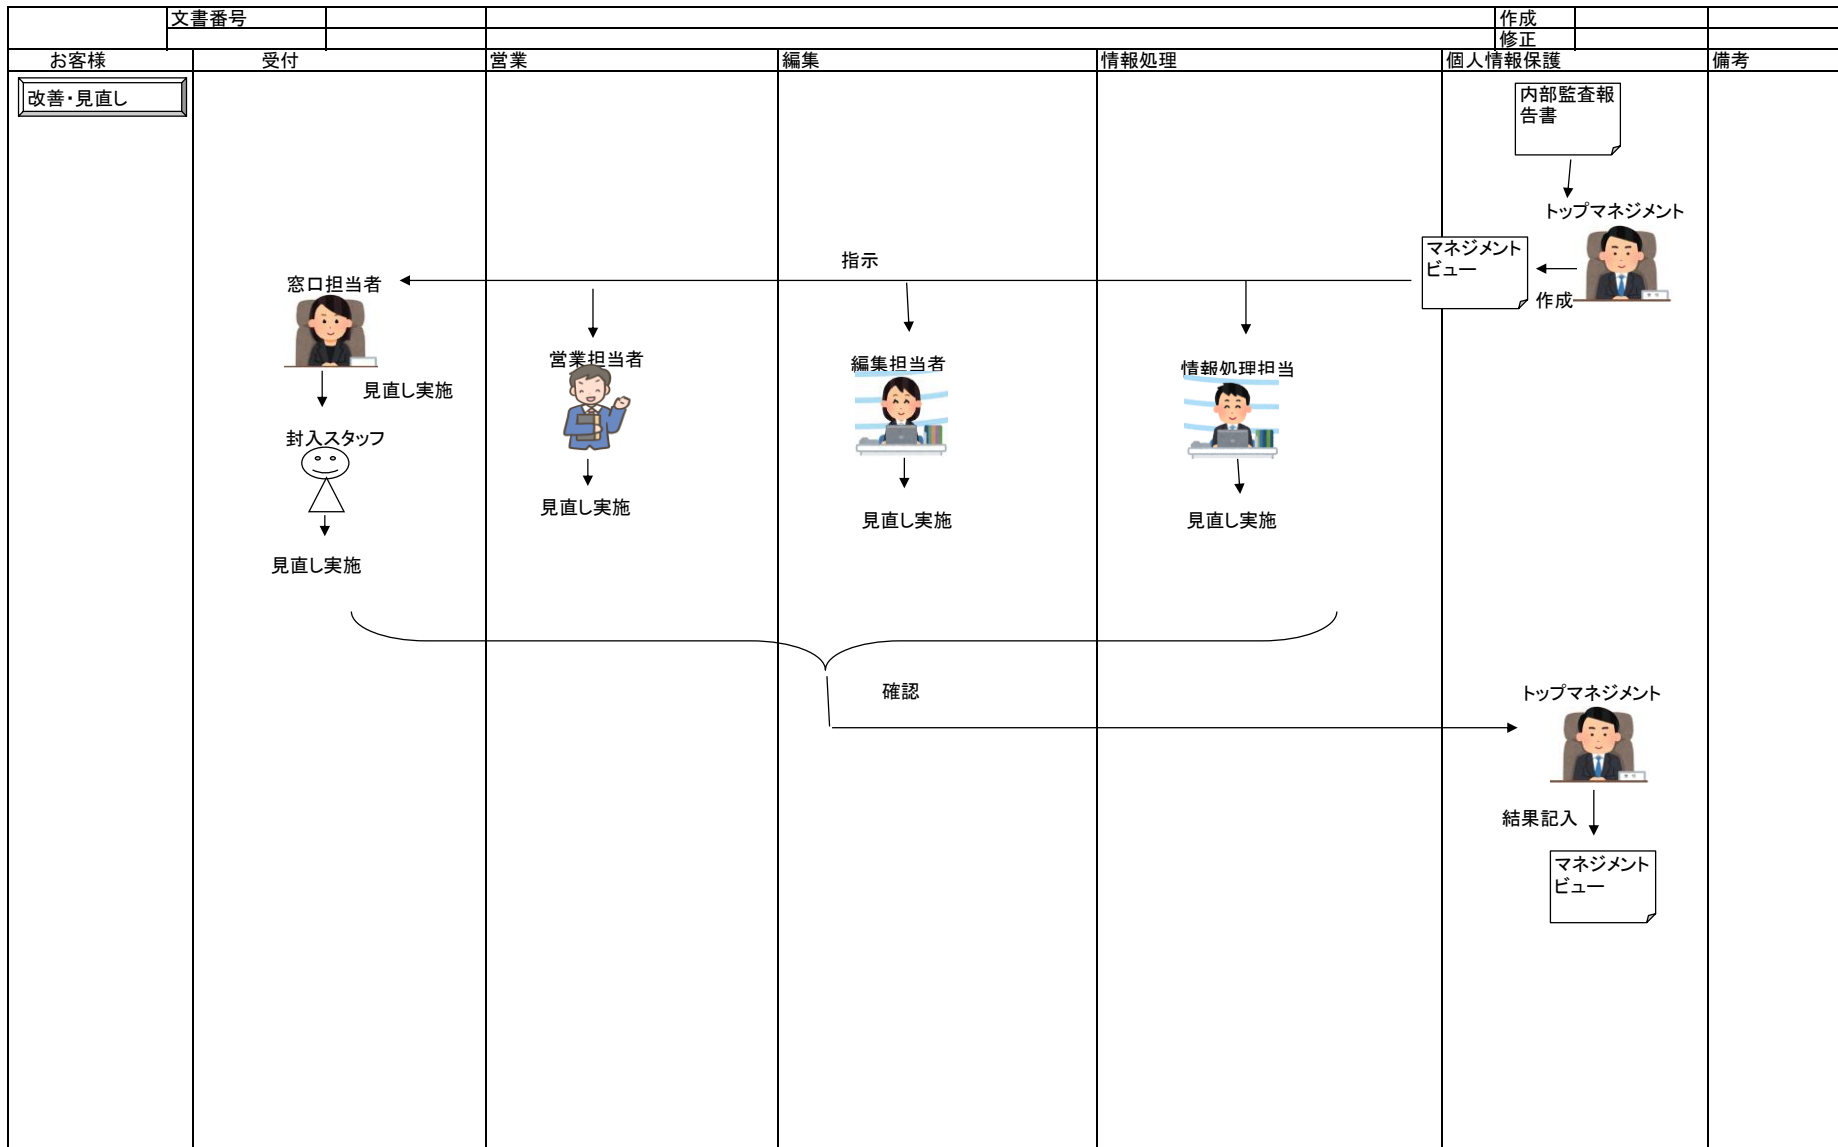 文書番号
作成
修正
お客様
受付
営業
編集
情報処理
個人情報保護
備考
改善・見直し
内部監査報
告書
トップマネジメント
マネジメント
ビュー
作成
指示
窓口担当者
営業担当者
編集担当者
情報処理担当
見直し実施
封入スタッフ
見直し実施
見直し実施
見直し実施
見直し実施
確認
トップマネジメント
結果記入
マネジメント
ビュー